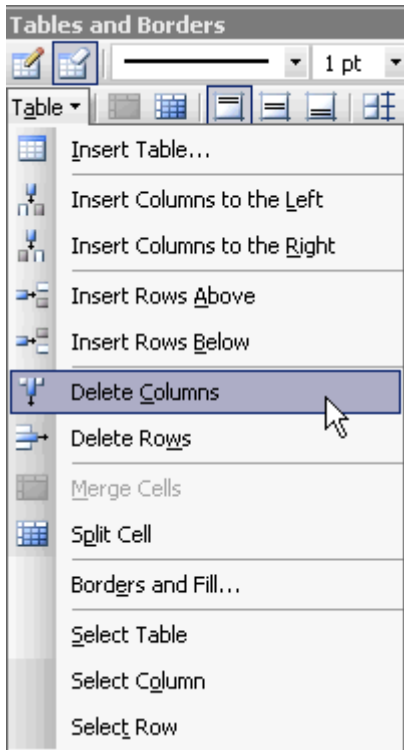 Tables and Borders
1 pt
Table
Insert Table...
Insert Columns to the Left
Insert Columns to the Right
Insert Rows Above
Insert Rows Below
Delete Columns
Delete Rows
Merge Cells
Split Cell
Borders and Fill...
Select Table
Select Column
Select Row